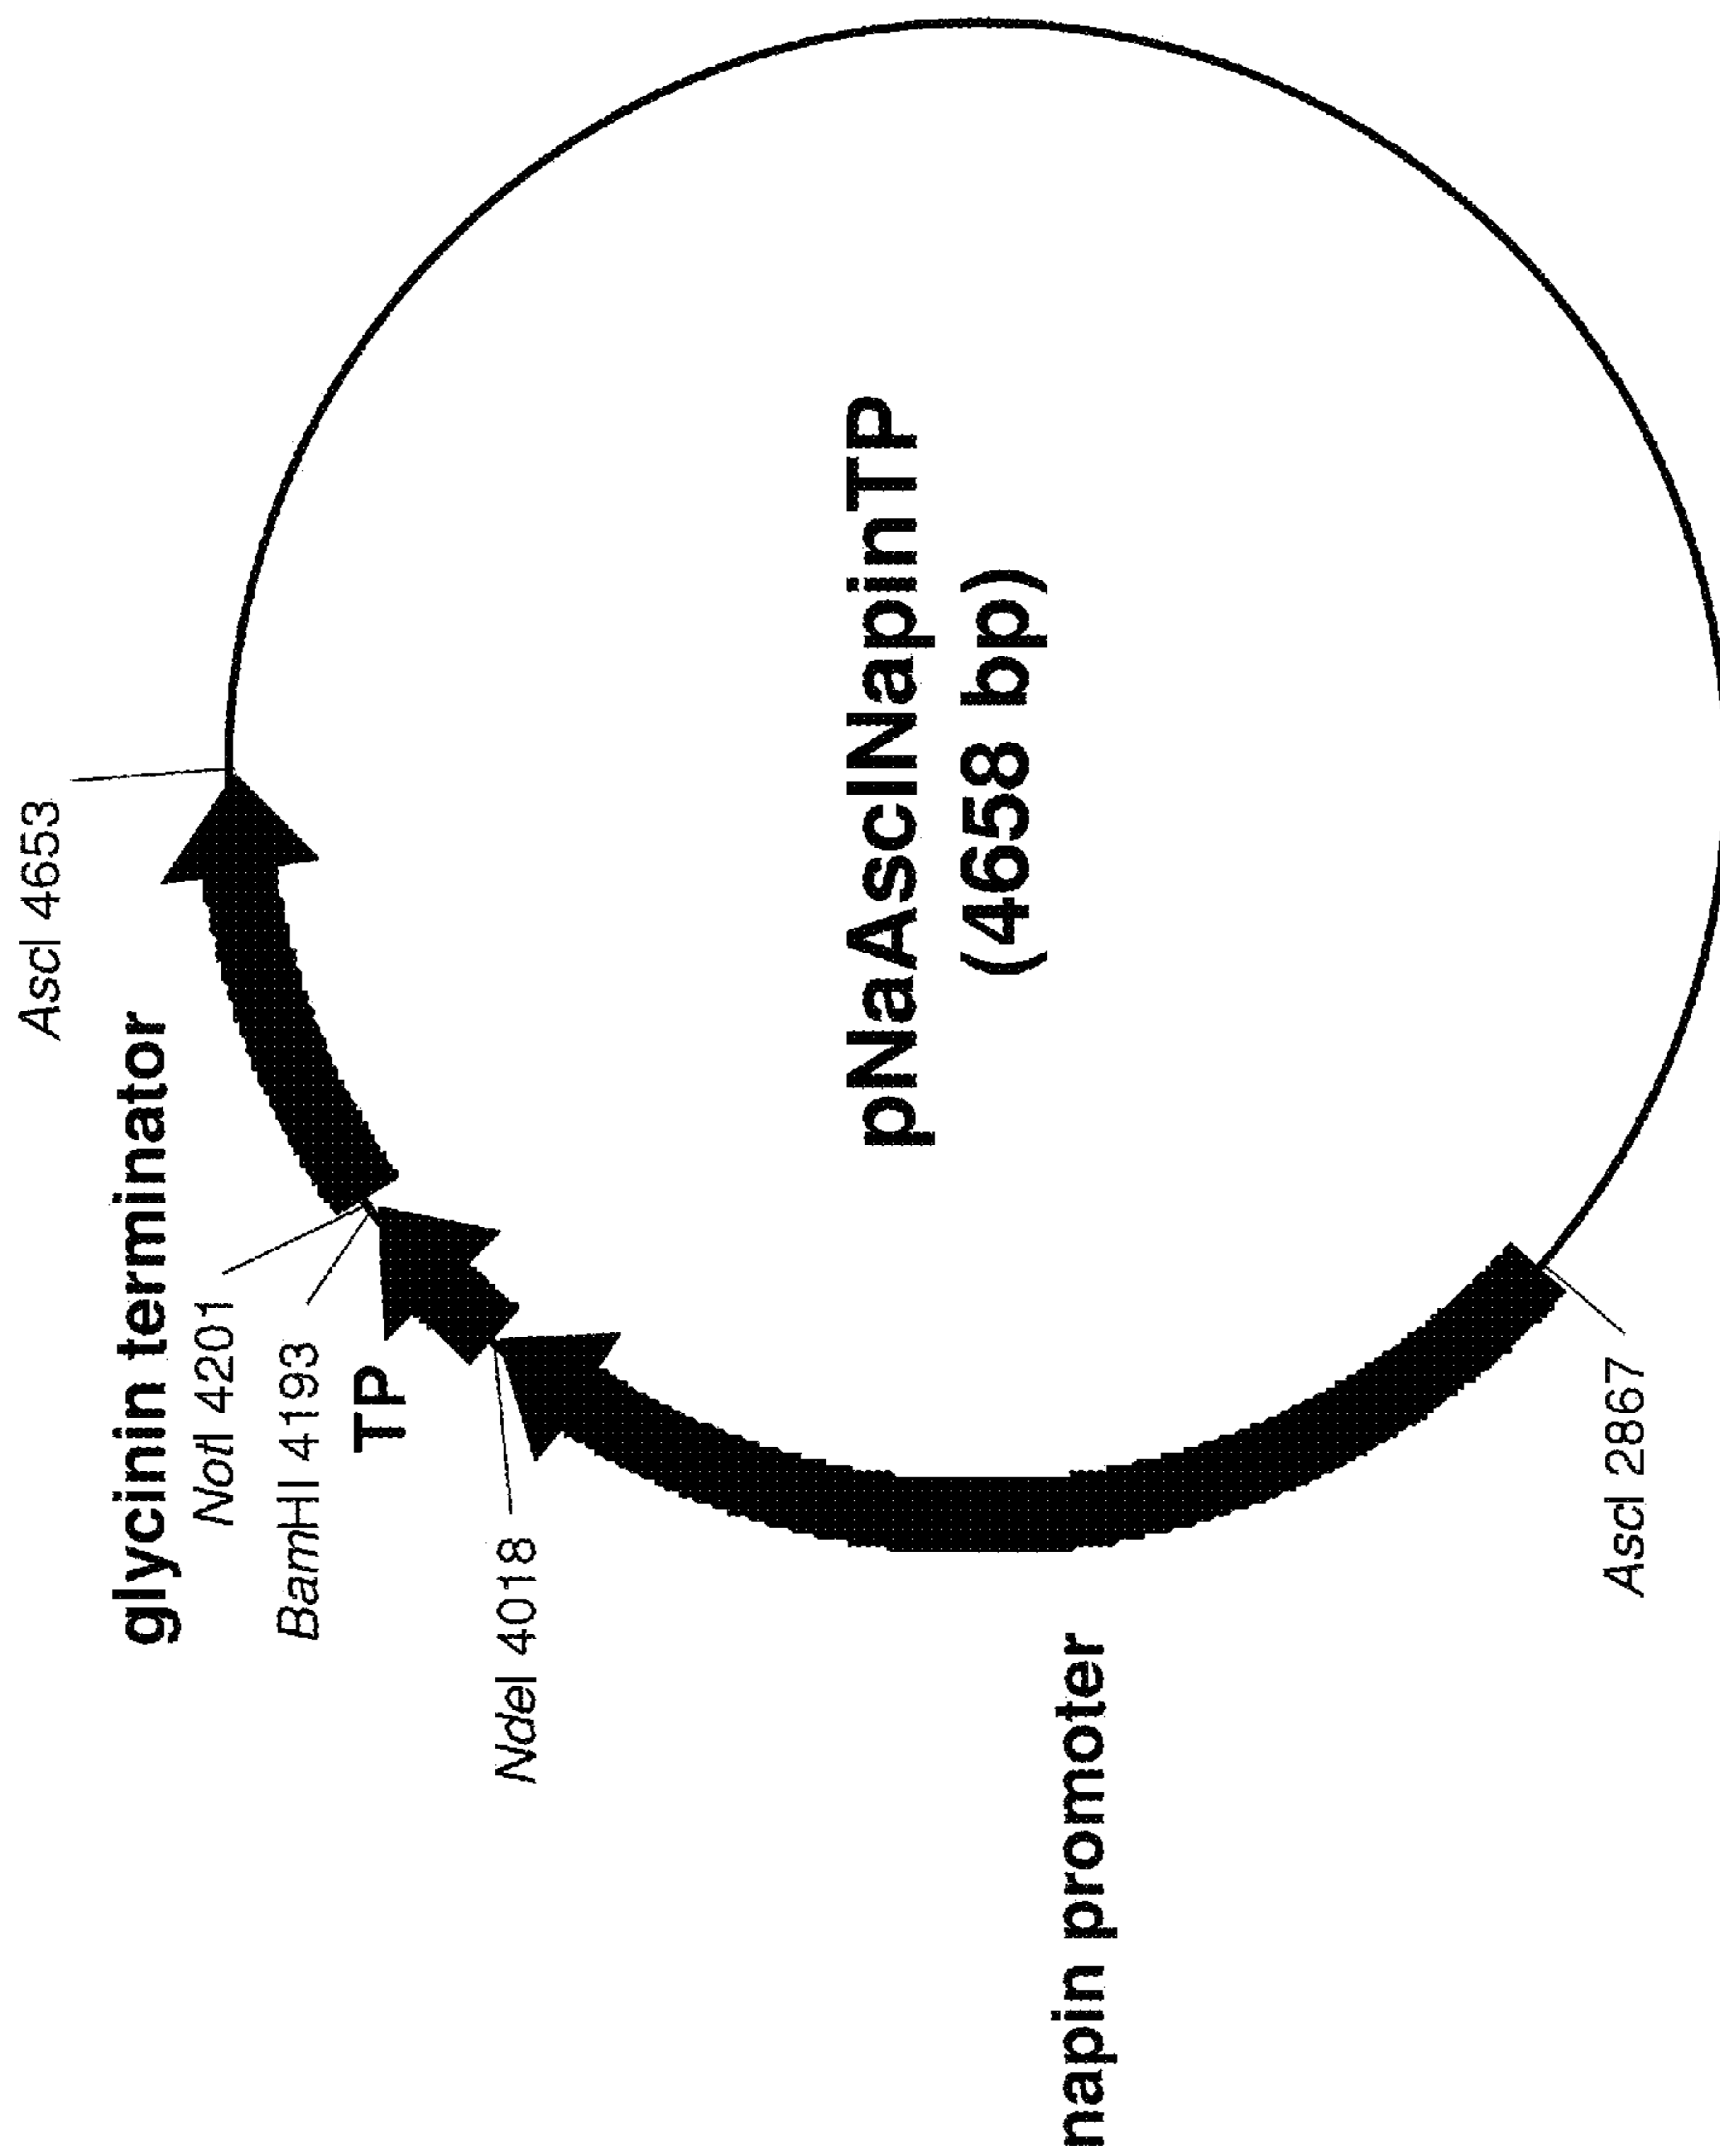 AscI 4653
glycinin terminator
NotI 4201
BamHI 4193
TP
NdeI 4018
pNaAscINapinTP
(4658 bp)
napin promoter
AscI 2867